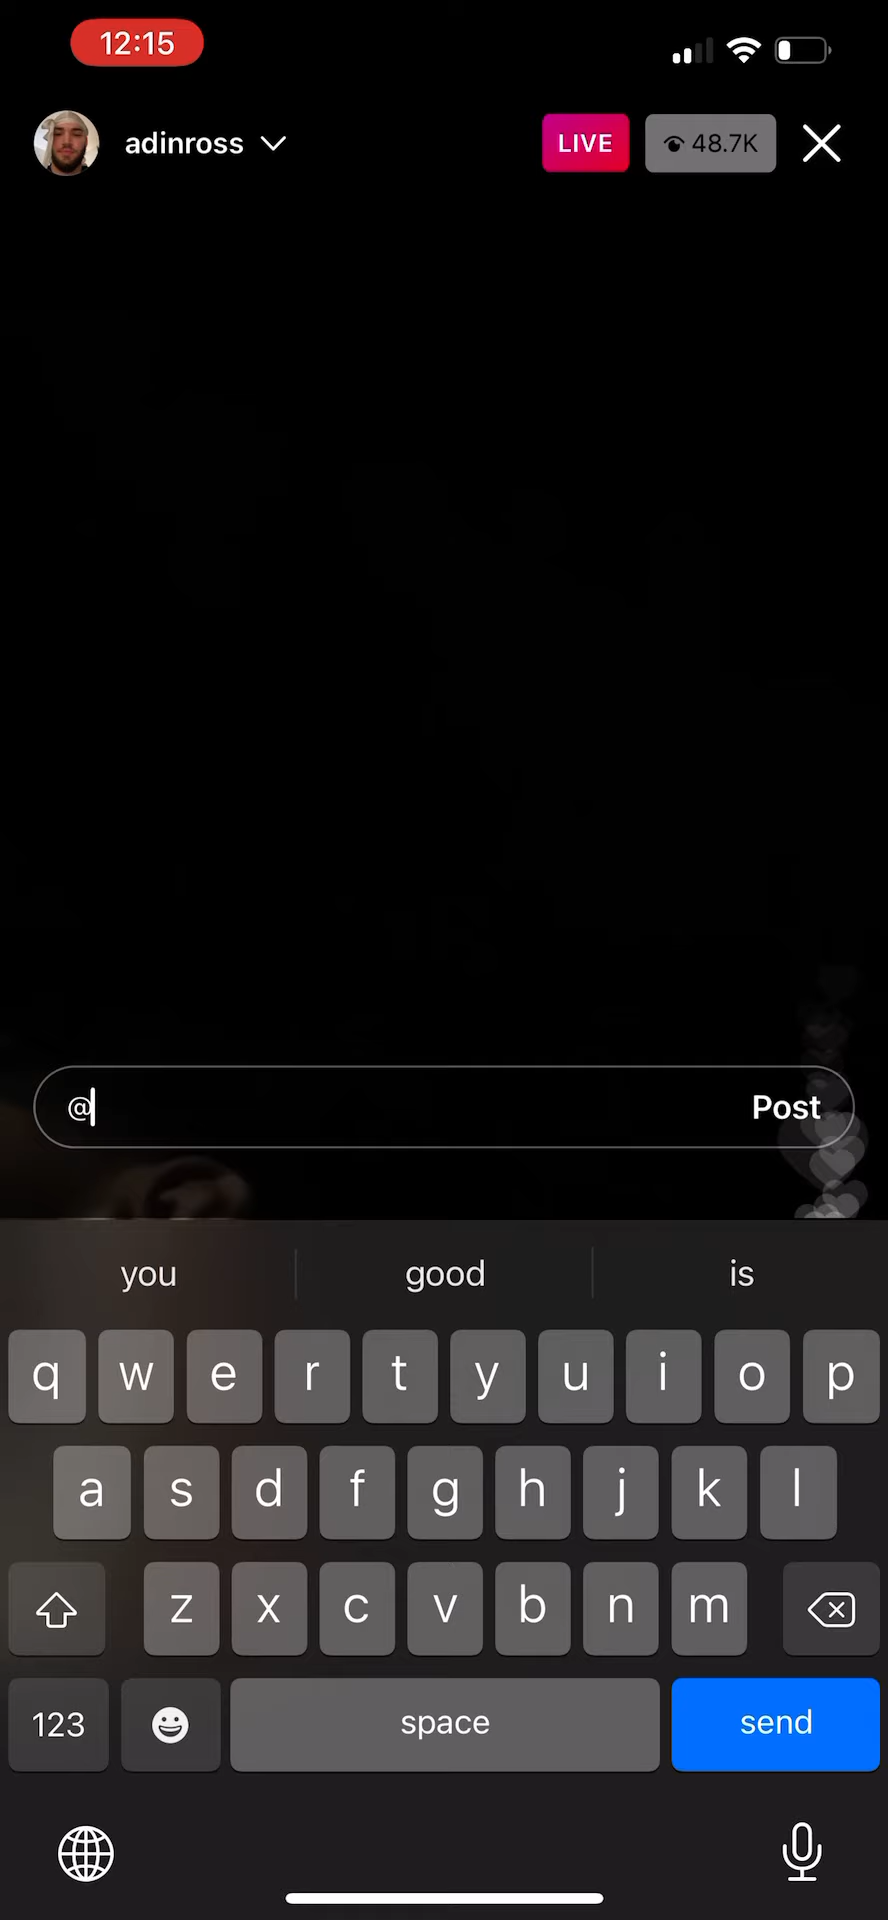 12:15
adinross LIVE 48.7K
@ Post
you good is
q w e r t y u i o p
a s d f g h j k l
z x c v b n m
123 space send